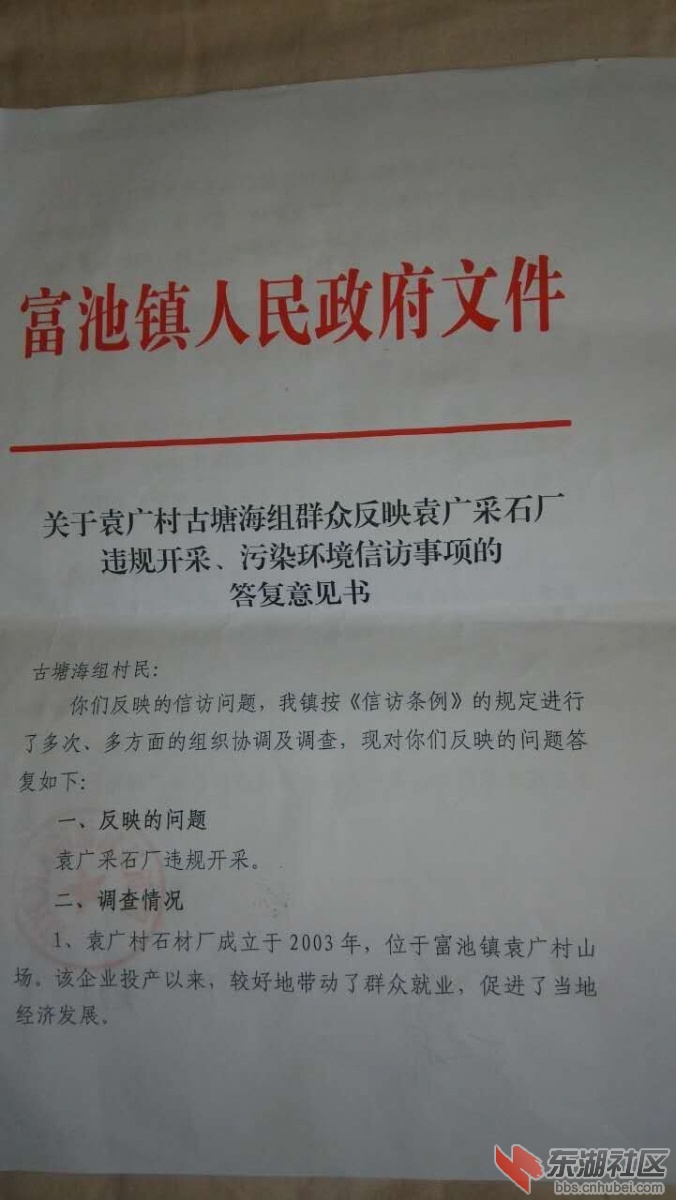 富池镇人民政府文件
关于袁广村古塘海组群众反映袁广采石厂
违规开采、污染环境信访事项的
答复意见书
古塘海组村民：
你们反映的信访问题，我镇按《信访条例》的规定进行
了多次、多方面的组织协调及调查，现对你们反映的问题答
复如下：
一、反映的问题
袁广采石厂违规开采。
二、调查情况
1、袁广村石材厂成立于2003年，位于富池镇袁广村山
场。该企业投产以来，较好地带动了群众就业，促进了当地
经济发展。
东湖社区
bbs.cnhubei.com